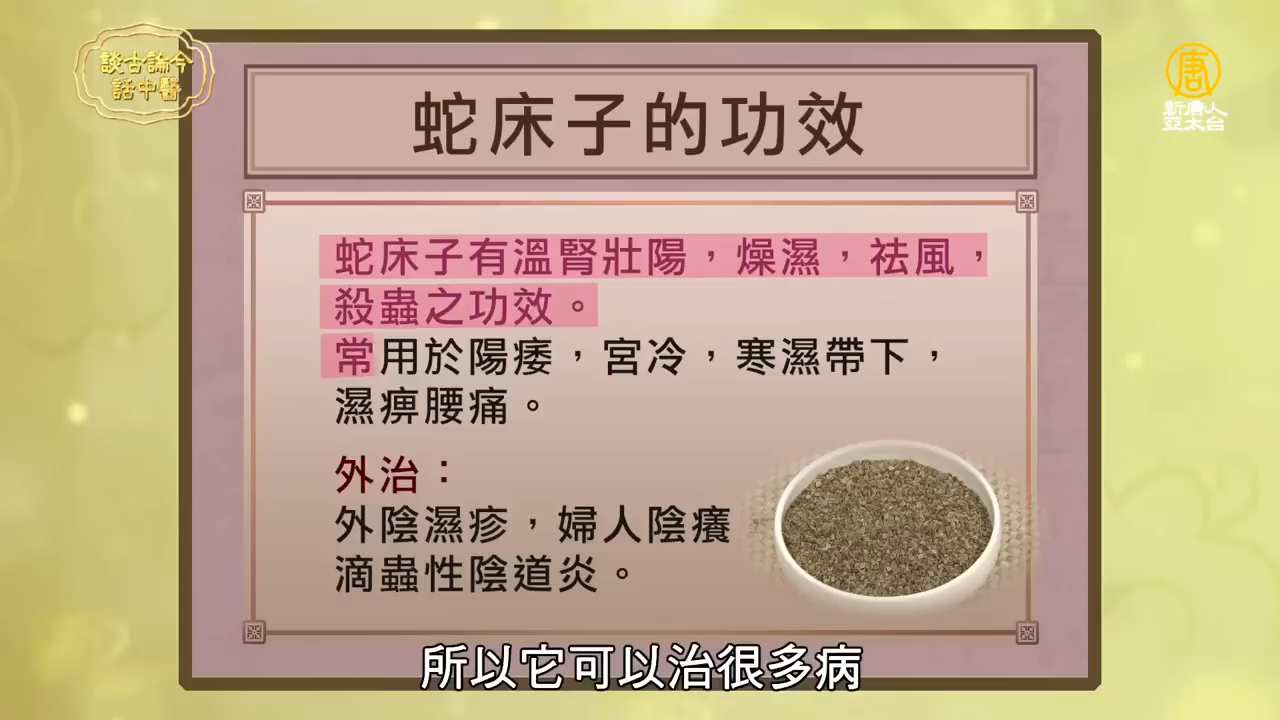 談古論今
話中醫
新唐人
亞太台
蛇床子的功效
蛇床子有溫腎壯陽，燥濕，祛風，
殺蟲之功效。
常用於陽痿，宮冷，寒濕帶下，
濕痹腰痛。
外治：
外陰濕疹，婦人陰癢
滴蟲性陰道炎。
所以它可以治很多病